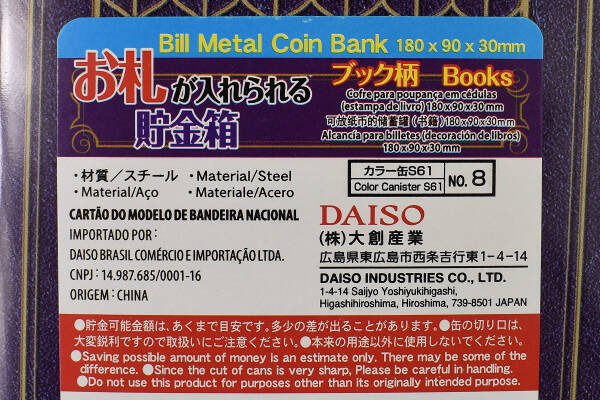 Bill Metal Coin Bank 180 x 90 x 30mm
お札が入れられる
貯金箱
ブック柄 Books
Cofre para poupança em cédulas
(estampa de livro) 180x90x30mm
可放纸币的储蓄罐 (书籍)180x90x30mm
Alcancía para billetes (decoración de libros)
180x90x30mm
・材質／スチール ・Material/Steel
・Material/Aço ・Materiale/Acero
カラー缶S61
Color Canister S61
NO. 8
CARTÃO DO MODELO DE BANDEIRA NACIONAL
IMPORTADO POR :
DAISO BRASIL COMÉRCIO E IMPORTAÇÃO LTDA.
CNPJ : 14.987.685/0001-16
ORIGEM : CHINA
DAISO
(株)大創産業
広島県東広島市西条吉行東1-4-14
DAISO INDUSTRIES CO., LTD.
1-4-14 Saijyo Yoshiyukihigashi,
Higashihiroshima, Hiroshima, 739-8501 JAPAN
●貯金可能金額は、あくまで目安です。多少の差が出ることがあります。●缶の切り口は、
大変鋭利ですので取扱いにご注意ください。●本来の用途以外に使用しないでください。
●Saving possible amount of money is an estimate only. There may be some of the
difference. ●Since the cut of cans is very sharp, Please be careful in handling.
●Do not use this product for purposes other than its originally intended purpose.